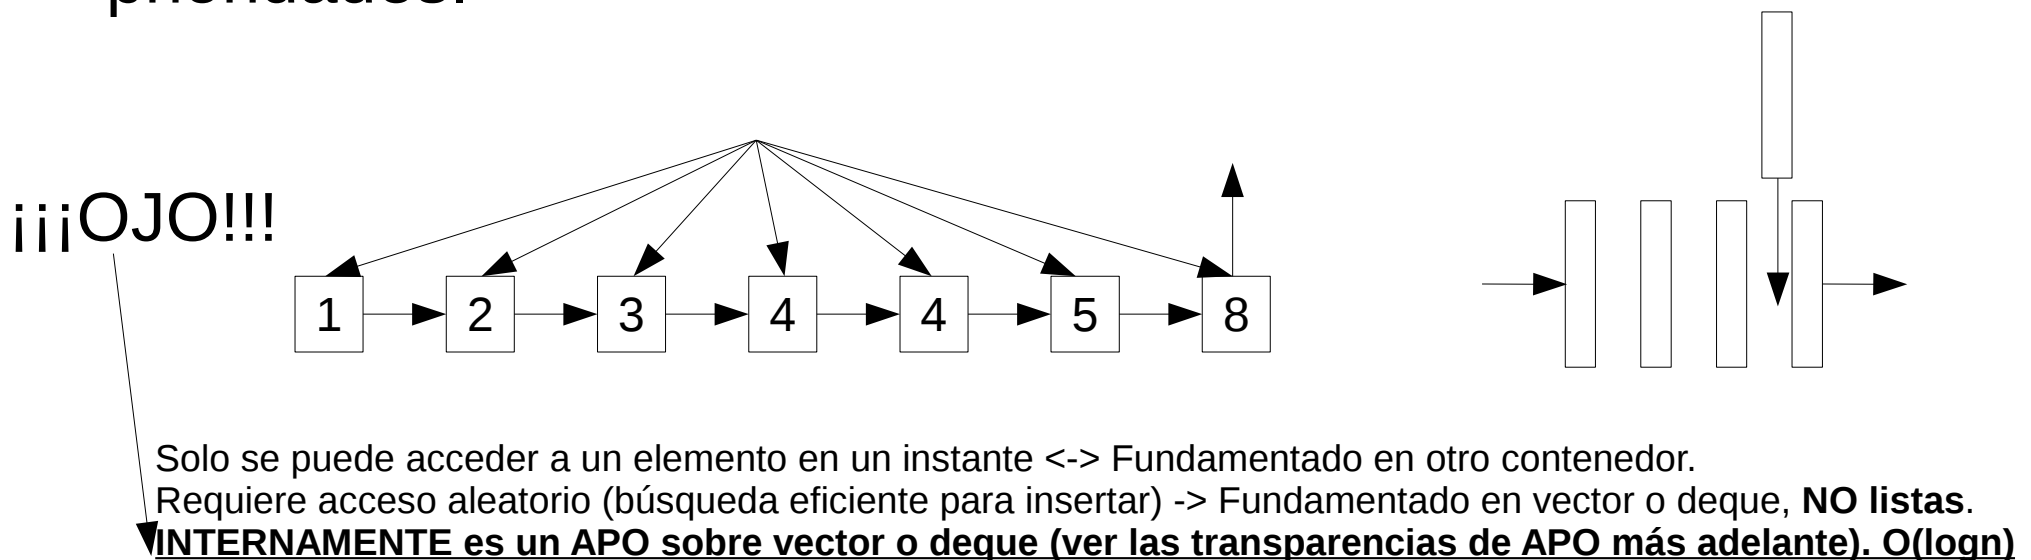 prioridades.
¡¡¡OJO!!!
1 2 3 4 4 5 8
Solo se puede acceder a un elemento en un instante <-> Fundamentado en otro contenedor.
Requiere acceso aleatorio (búsqueda eficiente para insertar) -> Fundamentado en vector o deque, NO listas.
INTERNAMENTE es un APO sobre vector o deque (ver las transparencias de APO más adelante). O(logn)